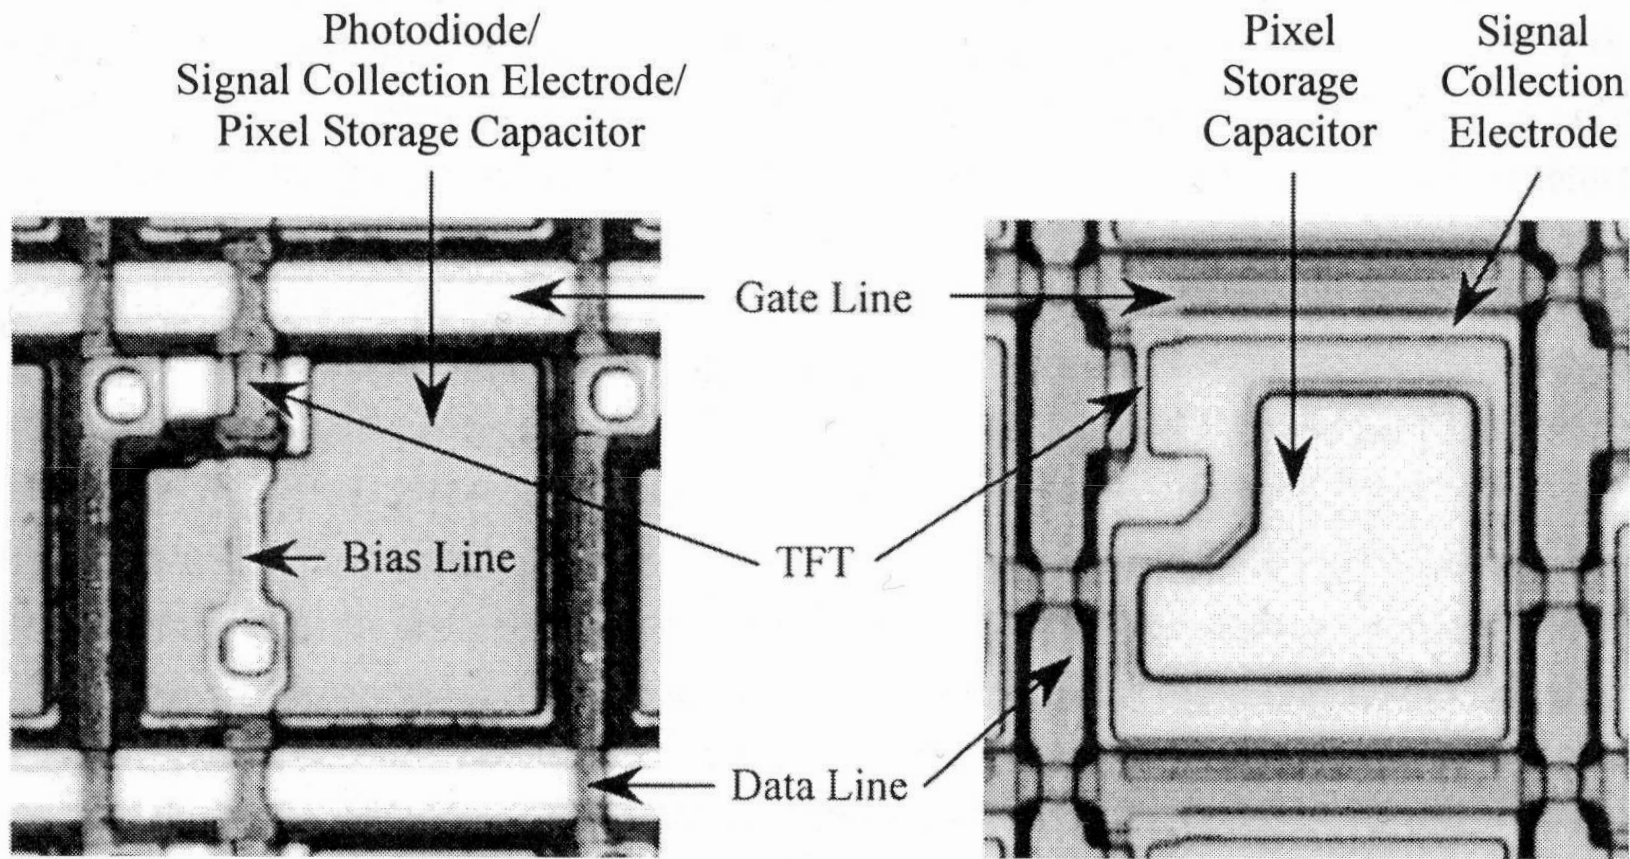 Photodiode/
Signal Collection Electrode/
Pixel Storage Capacitor
Pixel
Storage
Capacitor
Signal
Collection
Electrode
Gate Line
Bias Line
TFT
Data Line